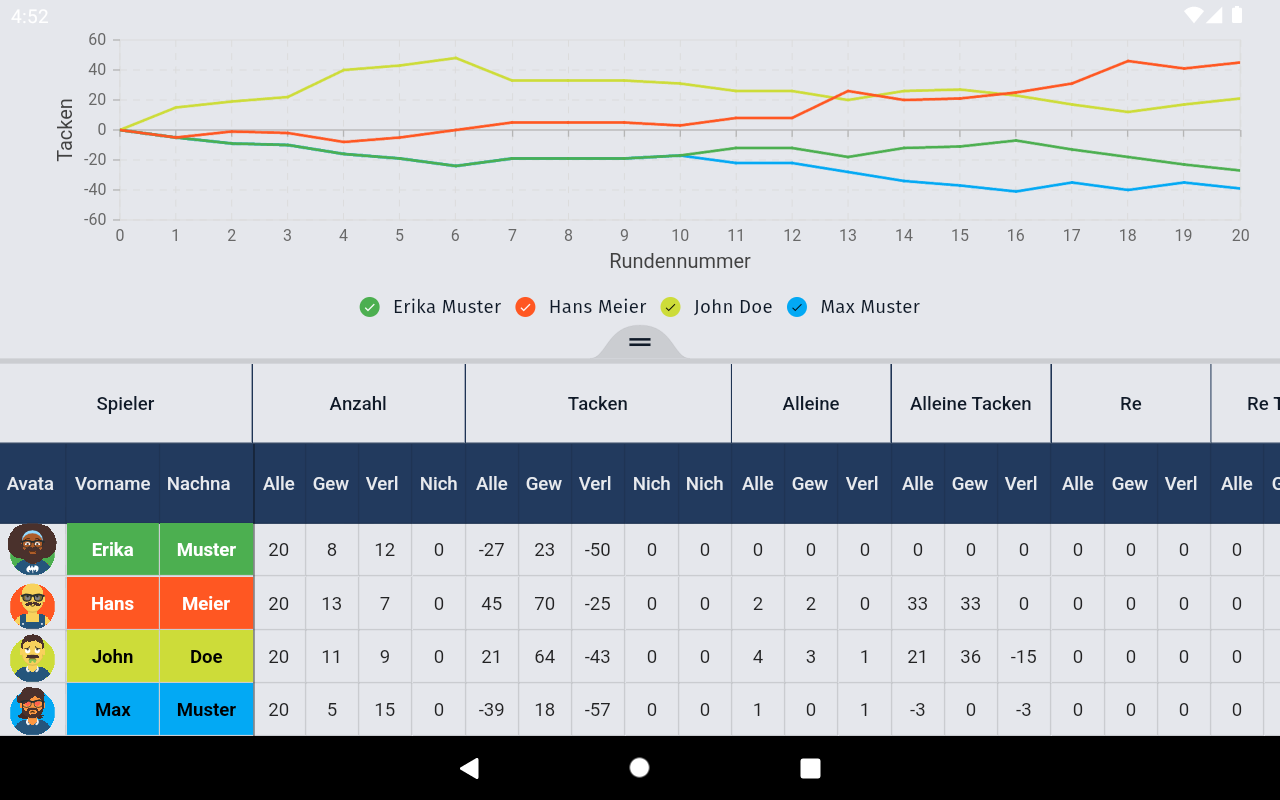 4:52
60
40
20
0
-20
-40
-60
Tacken
0 1 2 3 4 5 6 7 8 9 10 11 12 13 14 15 16 17 18 19 20
Rundennummer
Erika Muster Hans Meier John Doe Max Muster
Spieler Anzahl Tacken Alleine Alleine Tacken Re Re T
Avata Vorname Nachna Alle Gew Verl Nich Alle Gew Verl Nich Nich Alle Gew Verl Alle Gew Verl Alle Gew Verl Alle G
Erika Muster 20 8 12 0 -27 23 -50 0 0 0 0 0 0 0 0 0 0 0 0
Hans Meier 20 13 7 0 45 70 -25 0 0 2 2 0 33 33 0 0 0 0 0
John Doe 20 11 9 0 21 64 -43 0 0 4 3 1 21 36 -15 0 0 0 0
Max Muster 20 5 15 0 -39 18 -57 0 0 1 0 1 -3 0 -3 0 0 0 0